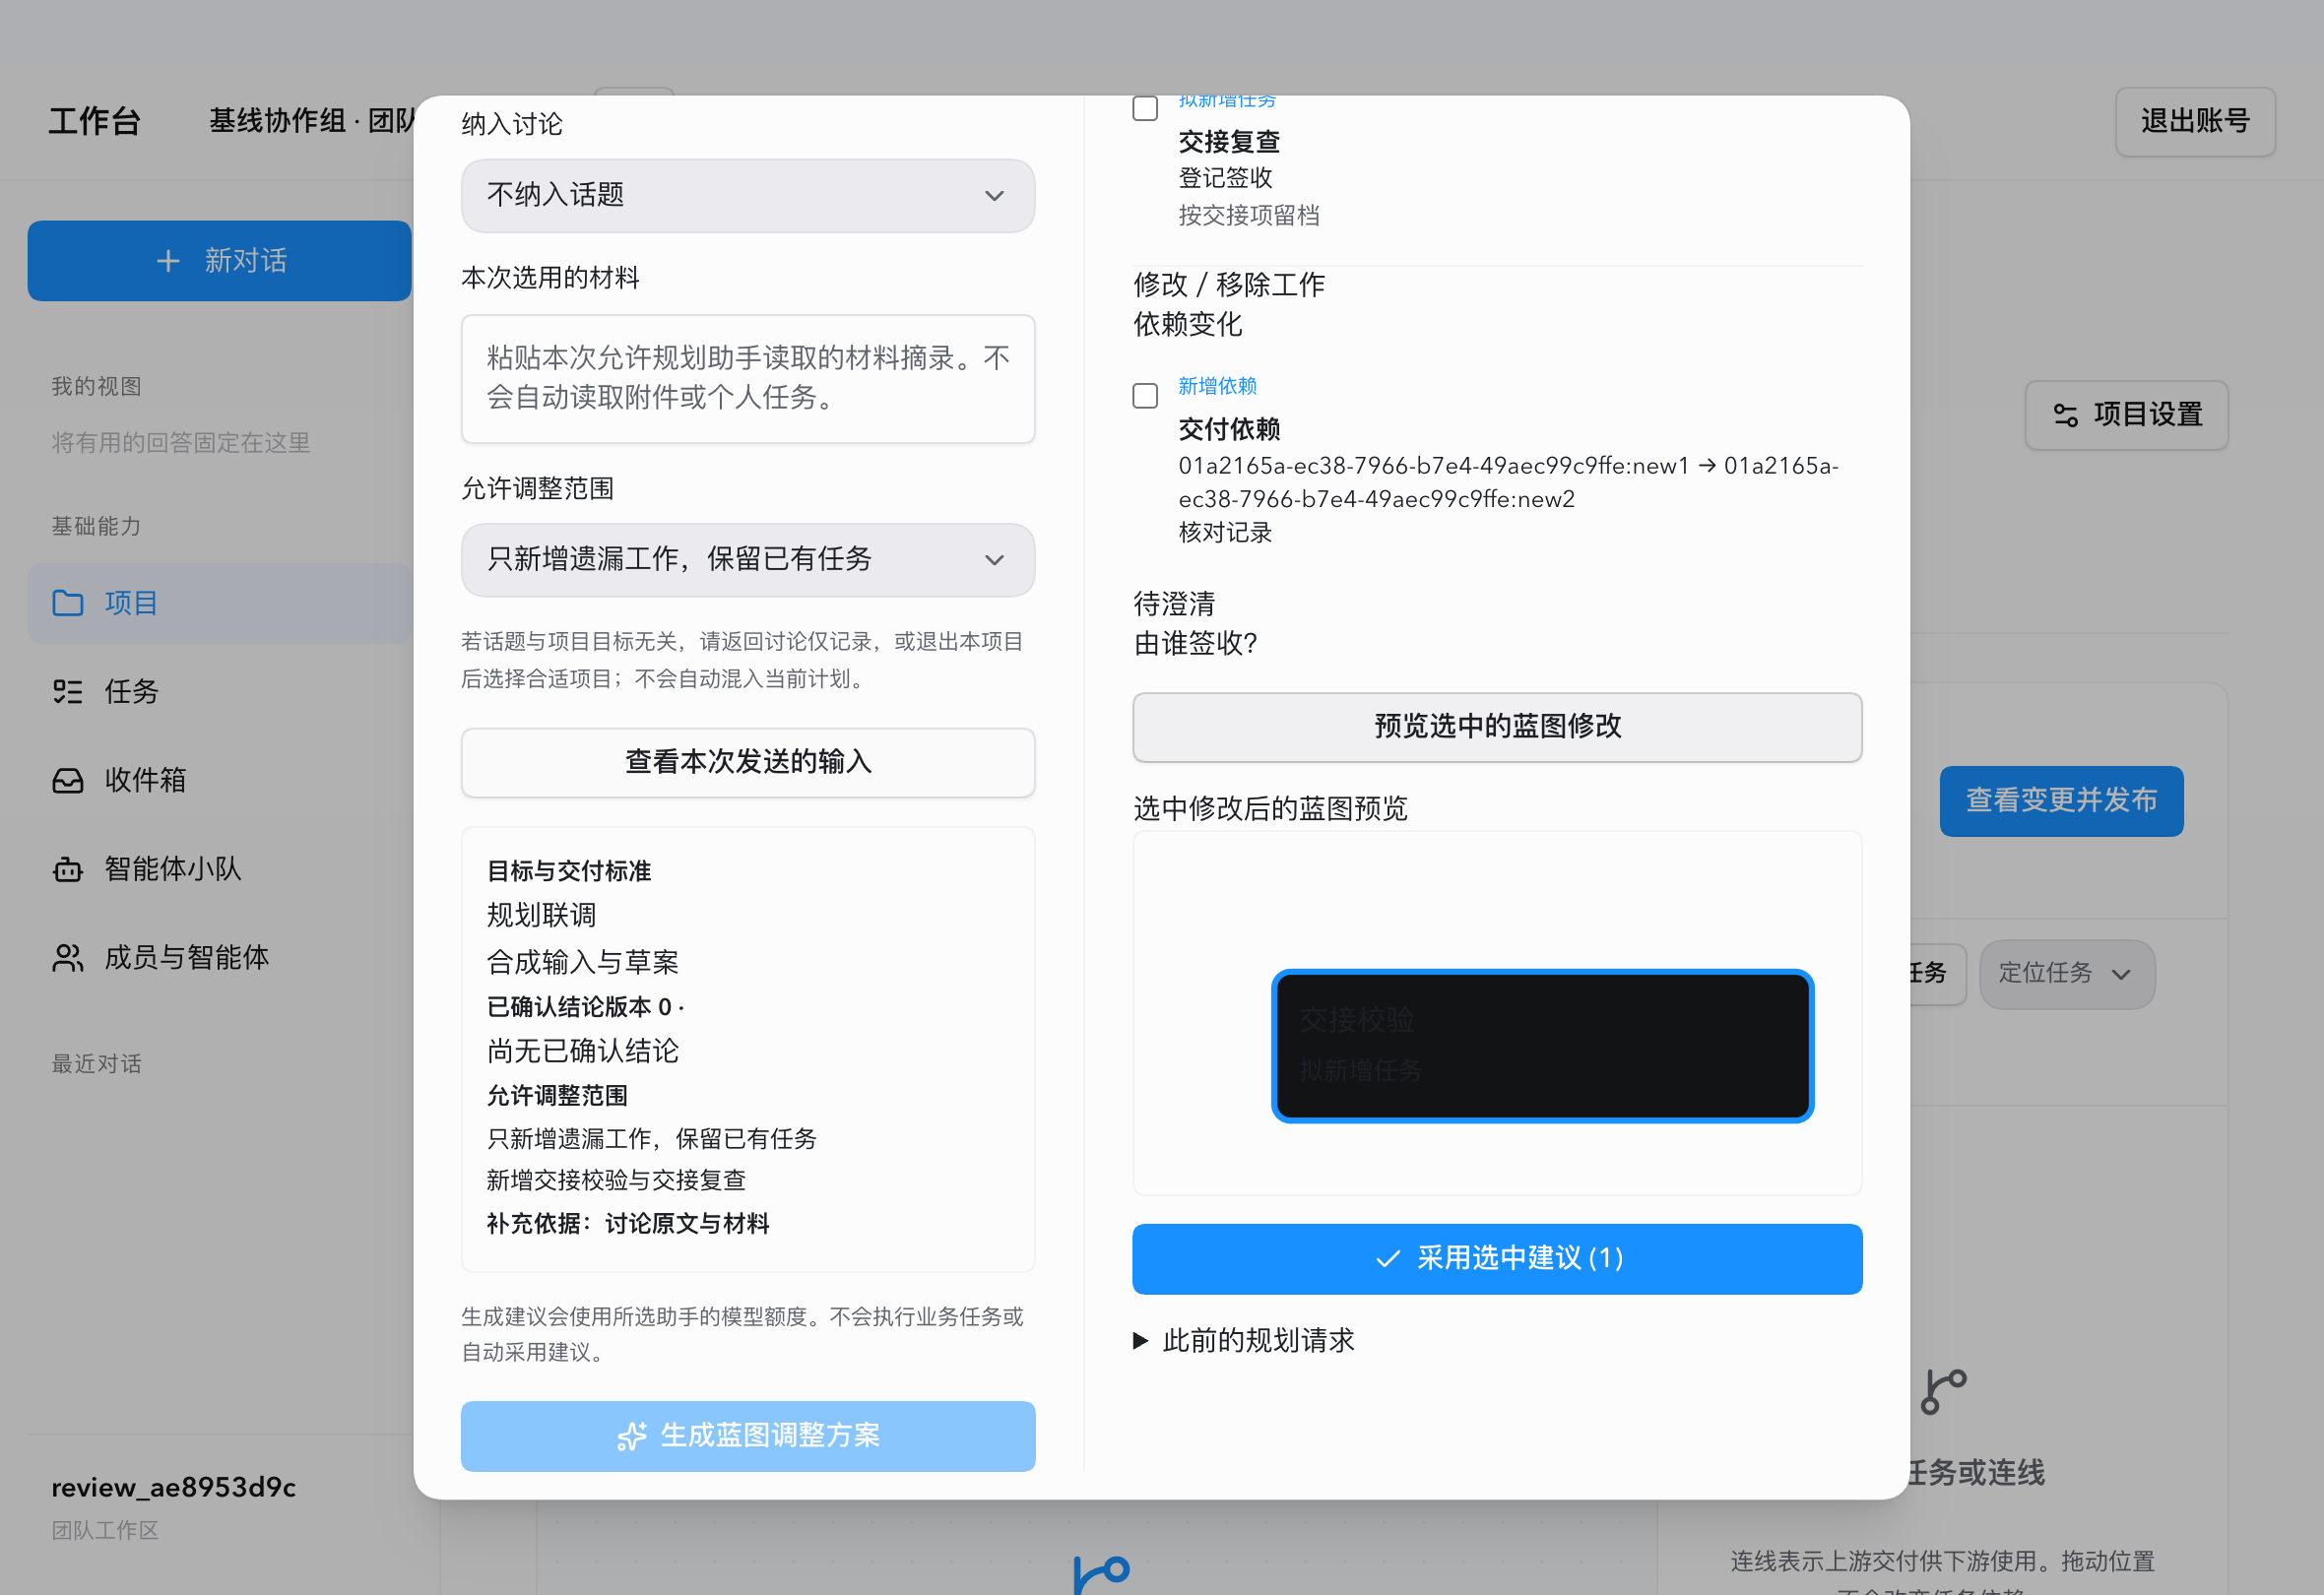 工作台
基线协作组 · 团队
退出账号
新对话
我的视图
将有用的回答固定在这里
基础能力
项目
任务
收件箱
智能体小队
成员与智能体
最近对话
review_ae8953d9c
团队工作区
纳入讨论
不纳入话题
本次选用的材料
粘贴本次允许规划助手读取的材料摘录。不
会自动读取附件或个人任务。
允许调整范围
只新增遗漏工作，保留已有任务
若话题与项目目标无关，请返回讨论仅记录，或退出本项目
后选择合适项目；不会自动混入当前计划。
查看本次发送的输入
目标与交付标准
规划联调
合成输入与草案
已确认结论版本 0 ·
尚无已确认结论
允许调整范围
只新增遗漏工作，保留已有任务
新增交接校验与交接复查
补充依据：讨论原文与材料
生成建议会使用所选助手的模型额度。不会执行业务任务或
自动采用建议。
生成蓝图调整方案
拟新增任务
交接复查
登记签收
按交接项留档
修改 / 移除工作
依赖变化
新增依赖
交付依赖
01a2165a-ec38-7966-b7e4-49aec99c9ffe:new1 → 01a2165a-
ec38-7966-b7e4-49aec99c9ffe:new2
核对记录
待澄清
由谁签收?
预览选中的蓝图修改
选中修改后的蓝图预览
交接校验
拟新增任务
采用选中建议 (1)
此前的规划请求
项目设置
查看变更并发布
任务
定位任务
任务或连线
连线表示上游交付供下游使用。拖动位置